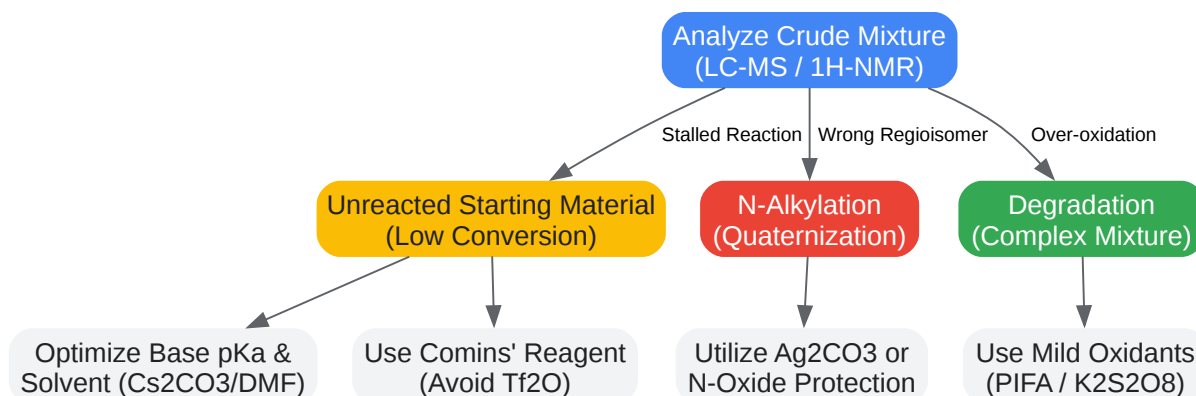 Analyze Crude Mixture
(LC-MS / 1H-NMR)
Stalled Reaction
Wrong Regioisomer
Over-oxidation
Unreacted Starting Material
(Low Conversion)
N-Alkylation
(Quaternization)
Degradation
(Complex Mixture)
Optimize Base pKa &
Solvent (Cs2CO3/DMF)
Use Comins' Reagent
(Avoid Tf2O)
Utilize Ag2CO3 or
N-Oxide Protection
Use Mild Oxidants
(PIFA / K2S2O8)